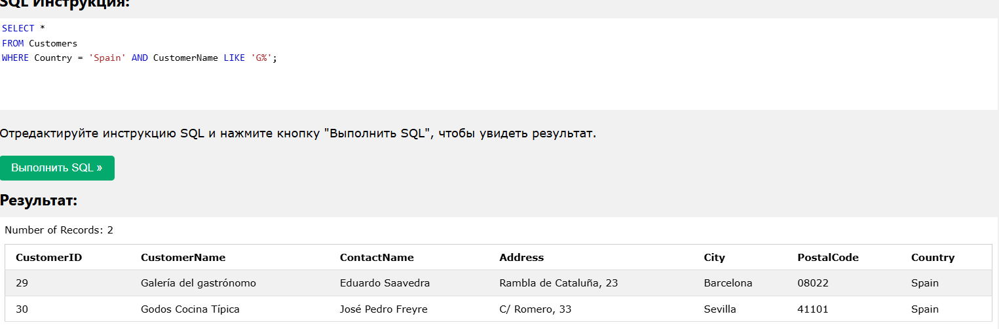 SQL Инструкция:
SELECT *
FROM Customers
WHERE Country = 'Spain' AND CustomerName LIKE 'G%';
Отредактируйте инструкцию SQL и нажмите кнопку "Выполнить SQL", чтобы увидеть результат.
Выполнить SQL »
Результат:
Number of Records: 2
CustomerID CustomerName ContactName Address City PostalCode Country
29 Galería del gastrónomo Eduardo Saavedra Rambla de Cataluña, 23 Barcelona 08022 Spain
30 Godos Cocina Típica José Pedro Freyre C/ Romero, 33 Sevilla 41101 Spain